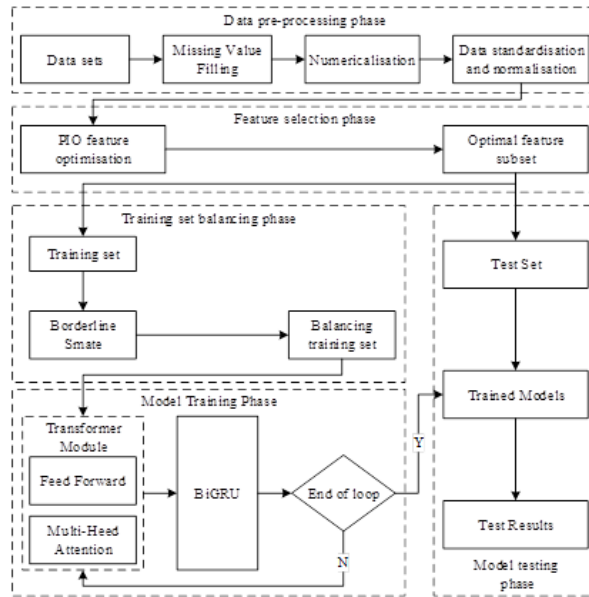 Data pre-processing phase
Data sets
Missing Value
Filling
Numericalisation
Data standardisation
and normalisation
Feature selection phase
PIO feature
optimisation
Optimal feature
subset
Training set balancing phase
Training set
Borderline
Smate
Balancing
training set
Test Set
Trained Models
Test Results
Model testing
phase
Model Training Phase
Transformer
Module
Feed Forward
Multi-Heed
Attention
BiGRU
End of loop
Y
N